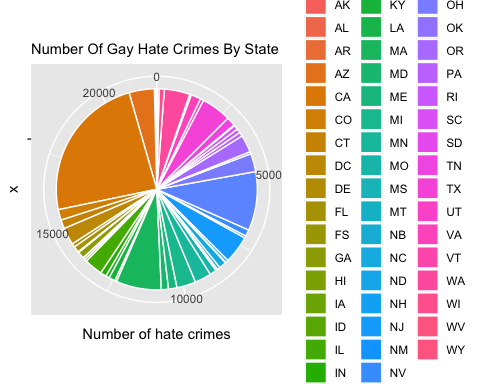 Number Of Gay Hate Crimes By State
0
5000
10000
15000
20000
x
Number of hate crimes
AK KY OH
AL LA OK
AR MA OR
AZ MD PA
CA ME RI
CO MI SC
CT MN SD
DC MO TN
DE MS TX
FL MT UT
FS NB VA
GA NC VT
HI ND WA
IA NH WI
ID NJ WV
IL NM WY
IN NV